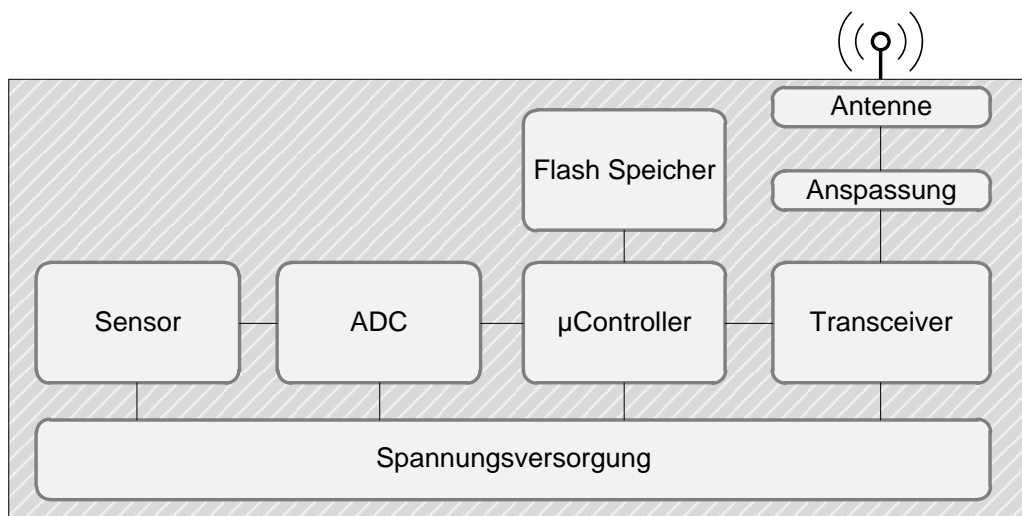 Antenne
Flash Speicher
Anspassung
Sensor
ADC
µController
Transceiver
Spannungsversorgung